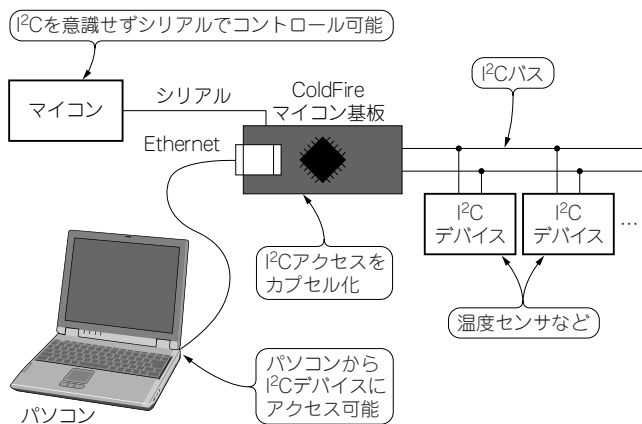 I²Cを意識せずシリアルでコントロール可能
マイコン
シリアル
ColdFire
マイコン基板
Ethernet
I²Cバス
I²C
デバイス
I²C
デバイス
…
I²Cアクセスを
カプセル化
温度センサなど
パソコンから
I²Cデバイスに
アクセス可能
パソコン